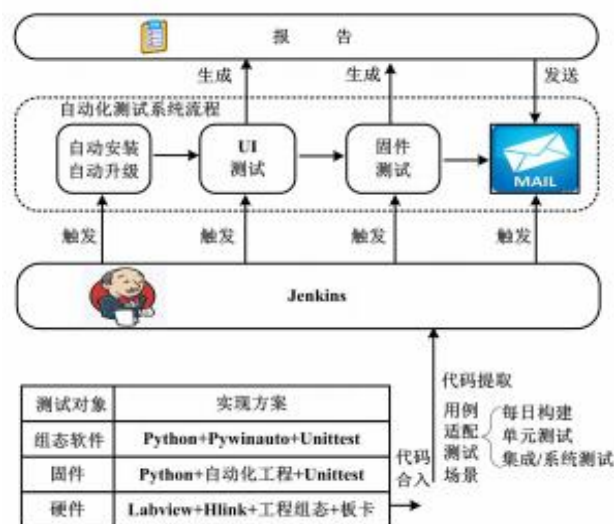 报 告
生成 生成 发送
自动化测试系统流程
自动安装
自动升级
UI
测试
固件
测试
MAIL
触发 触发 触发 触发
Jenkins
代码提取
用例
适配
测试
场景
每日构建
单元测试
集成/系统测试
测试对象 实现方案
组态软件 Python+Pywinauto+Unittest
固件 Python+自动化工程+Unittest
硬件 Labview+Hlink+工程组态+板卡
代码
合入